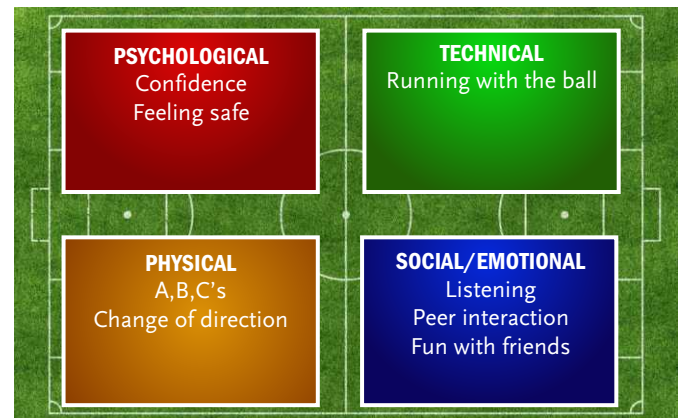 PSYCHOLOGICAL
Confidence
Feeling safe
TECHNICAL
Running with the ball
PHYSICAL
A,B,C’s
Change of direction
SOCIAL/EMOTIONAL
Listening
Peer interaction
Fun with friends